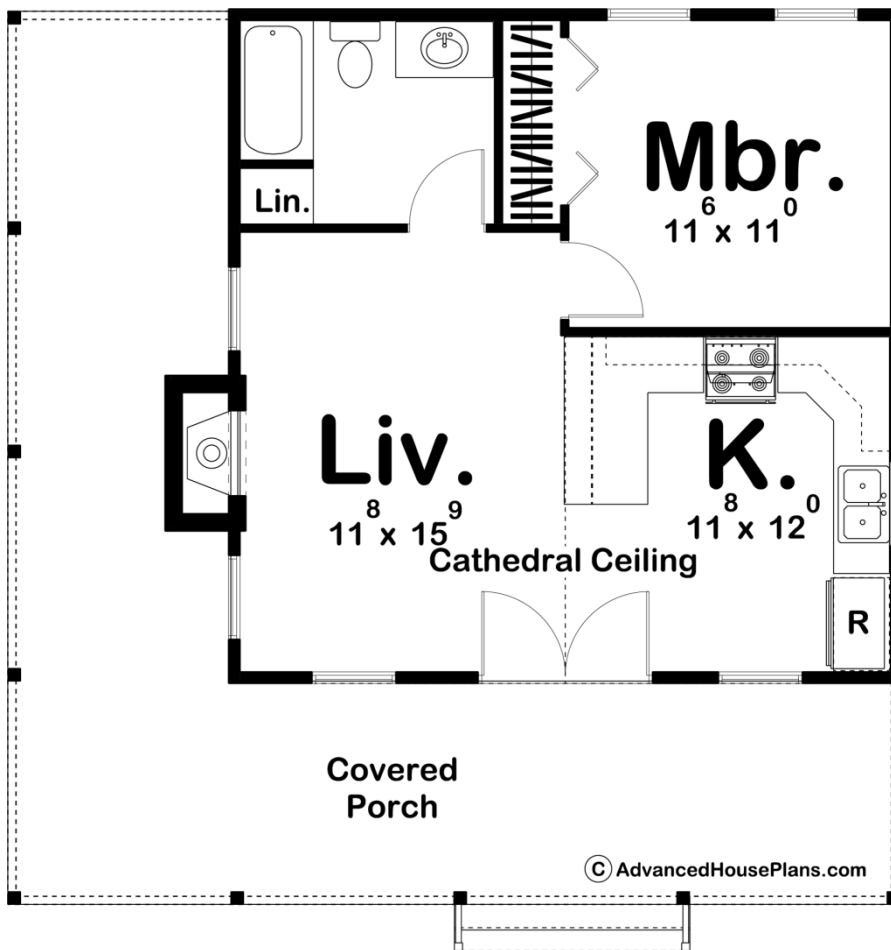 Lin.
Mbr.
11⁶ x 11⁰
Liv.
11⁸ x 15⁹
K.
11⁸ x 12⁰
Cathedral Ceiling
R
Covered
Porch
© AdvancedHousePlans.com